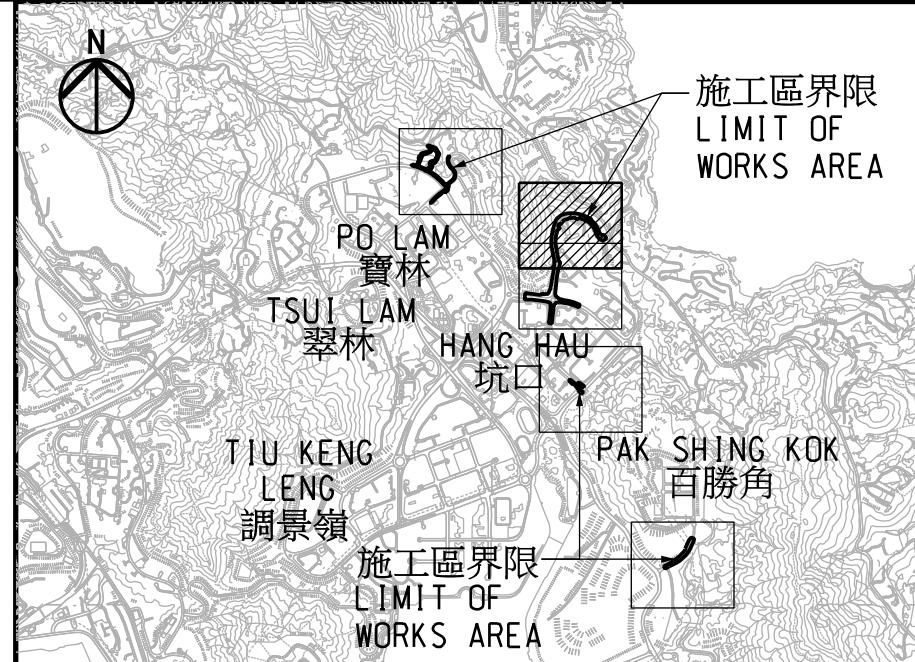 N
施工區界限
LIMIT OF
WORKS AREA
PO LAM
寶林
TSUI LAM
翠林
HANG HAU
坑口
TIU KENG
LENG
調景嶺
PAK SHING KOK
百勝角
施工區界限
LIMIT OF
WORKS AREA